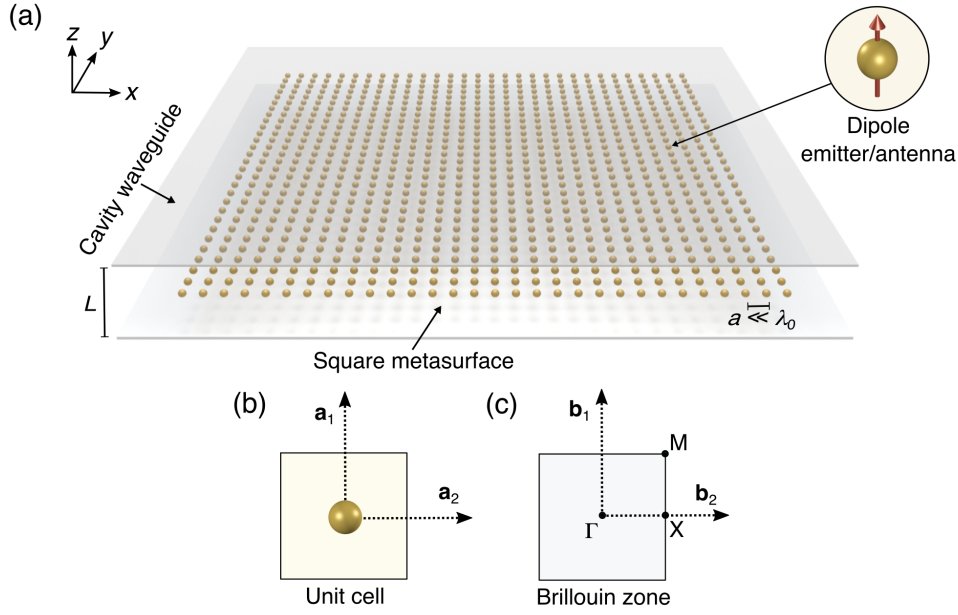 (a)
z
y
x
Cavity waveguide
Dipole
emitter/antenna
L
a ≪ λ₀
Square metasurface
(b)
a₁
a₂
Unit cell
(c)
b₁
M
b₂
Γ
X
Brillouin zone